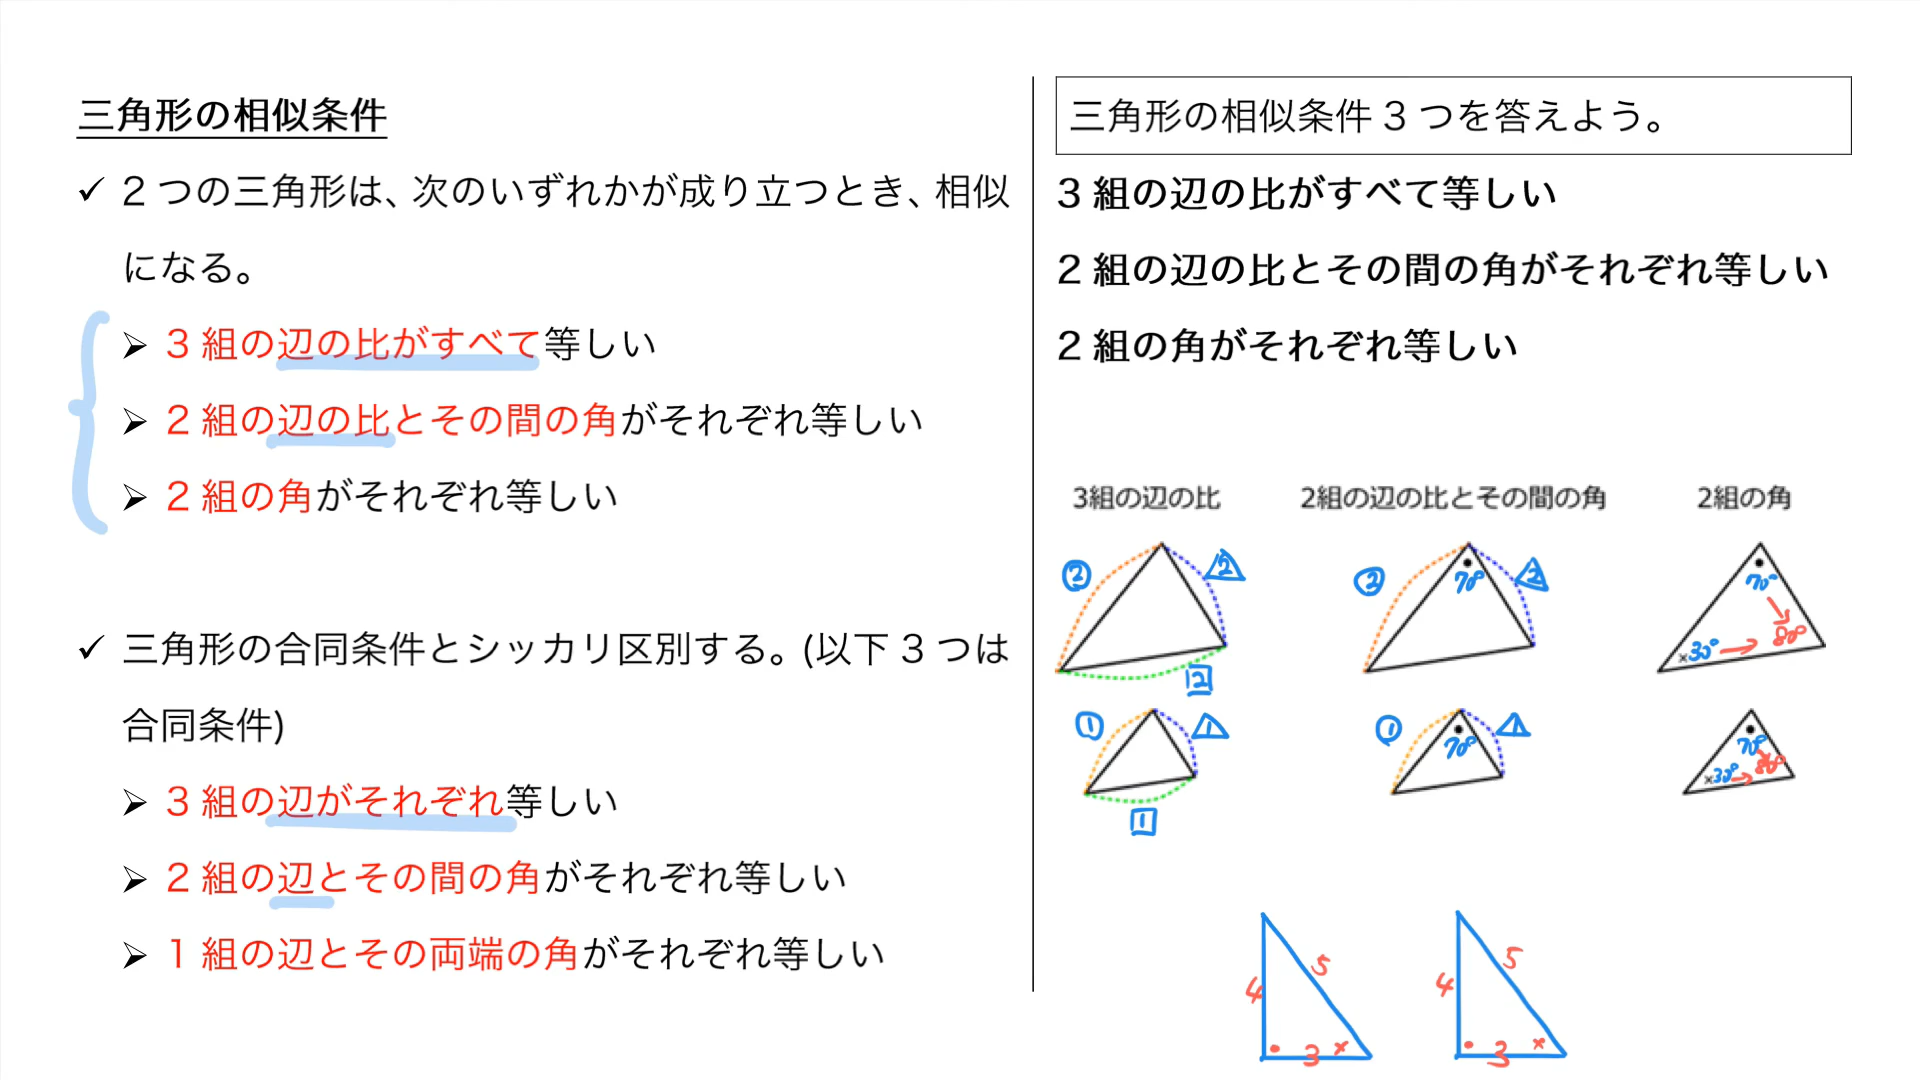 三角形の相似条件
✓ 2つの三角形は、次のいずれかが成り立つとき、相似
になる。
➢ 3組の辺の比がすべて等しい
➢ 2組の辺の比とその間の角がそれぞれ等しい
➢ 2組の角がそれぞれ等しい
✓ 三角形の合同条件とシッカリ区別する。(以下3つは
合同条件)
➢ 3組の辺がそれぞれ等しい
➢ 2組の辺とその間の角がそれぞれ等しい
➢ 1組の辺とその両端の角がそれぞれ等しい
三角形の相似条件3つを答えよう。
3組の辺の比がすべて等しい
2組の辺の比とその間の角がそれぞれ等しい
2組の角がそれぞれ等しい
3組の辺の比
2組の辺の比とその間の角
2組の角
② 2
2
② 70° 2
70°
30° 80°
① 1
1
① 70° 1
70°
30° 80°
4 5
3 ×
4 5
3 ×